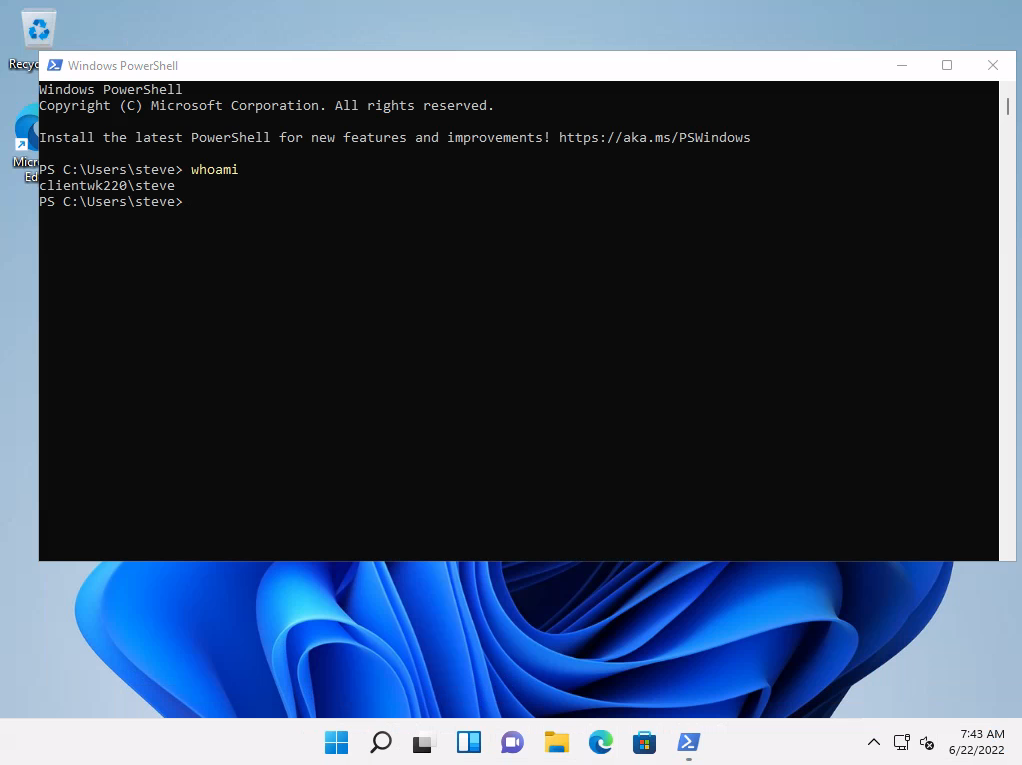 Recyc
Micr
Ed
Windows PowerShell
Windows PowerShell
Copyright (C) Microsoft Corporation. All rights reserved.
Install the latest PowerShell for new features and improvements! https://aka.ms/PSWindows
PS C:\Users\steve> whoami
clientwk220\steve
PS C:\Users\steve>
7:43 AM
6/22/2022